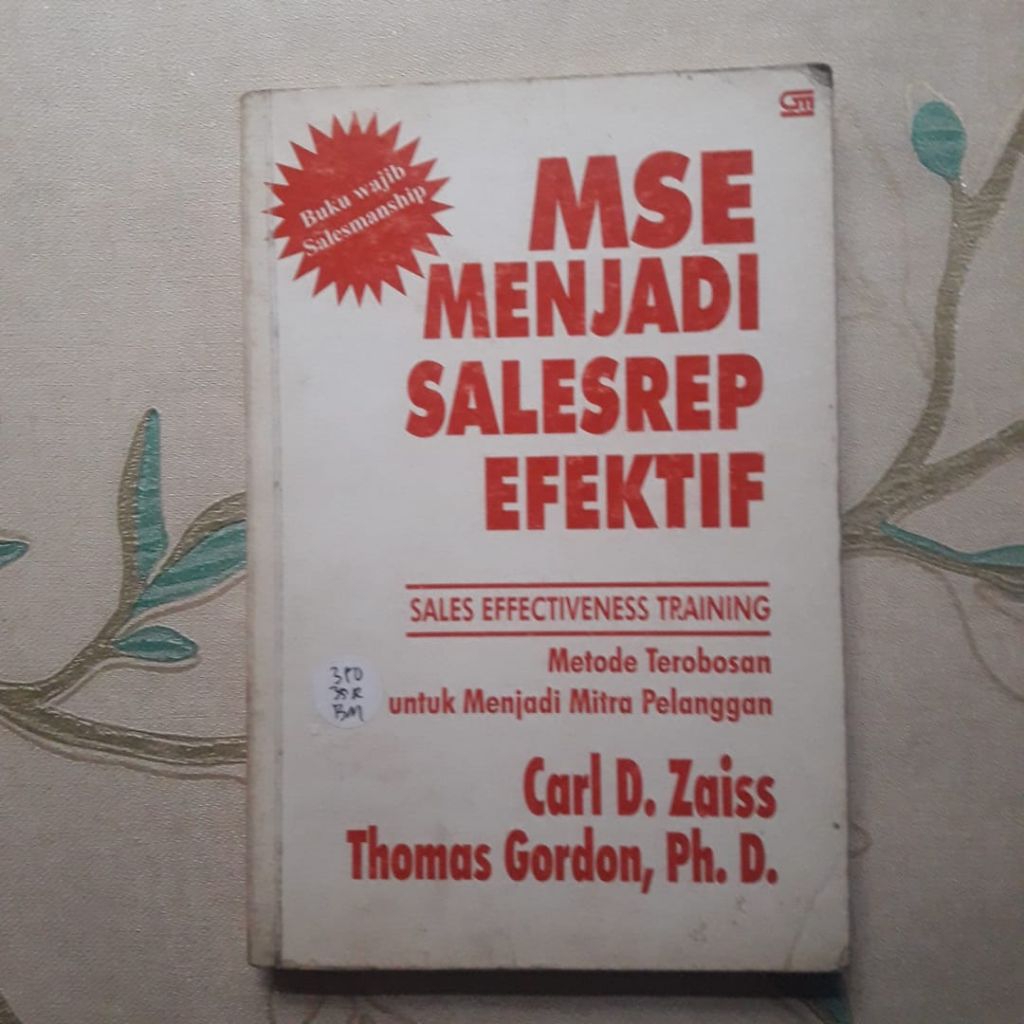 Buku wajib
Salesmanship
MSE
MENJADI
SALESREP
EFEKTIF
SALES EFFECTIVENESS TRAINING
Metode Terobosan
untuk Menjadi Mitra Pelanggan
Carl D. Zaiss
Thomas Gordon, Ph. D.
BM